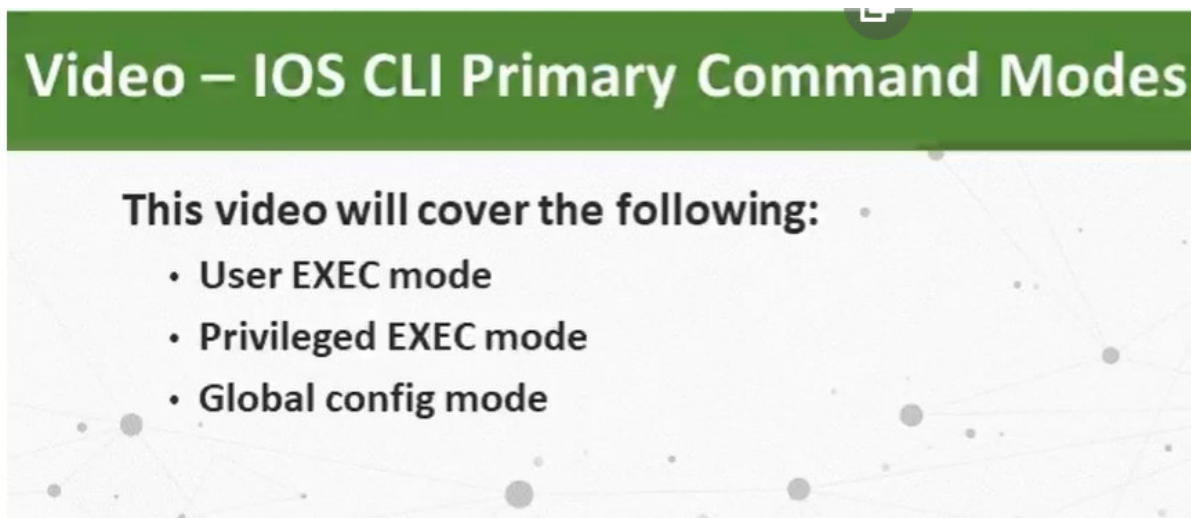 Video – IOS CLI Primary Command Modes
This video will cover the following:
• User EXEC mode
• Privileged EXEC mode
• Global config mode